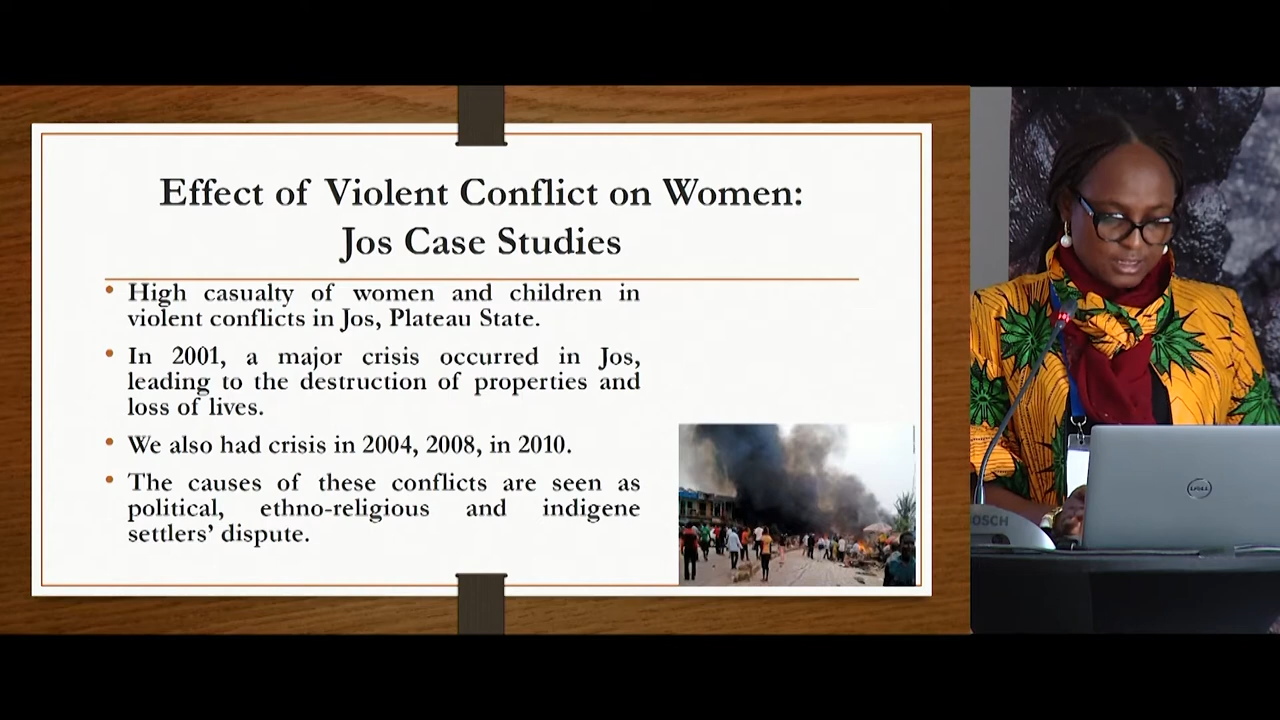 Effect of Violent Conflict on Women:
Jos Case Studies
• High casualty of women and children in
violent conflicts in Jos, Plateau State.
• In 2001, a major crisis occurred in Jos,
leading to the destruction of properties and
loss of lives.
• We also had crisis in 2004, 2008, in 2010.
• The causes of these conflicts are seen as
political, ethno-religious and indigene
settlers’ dispute.
DELL
OSCH